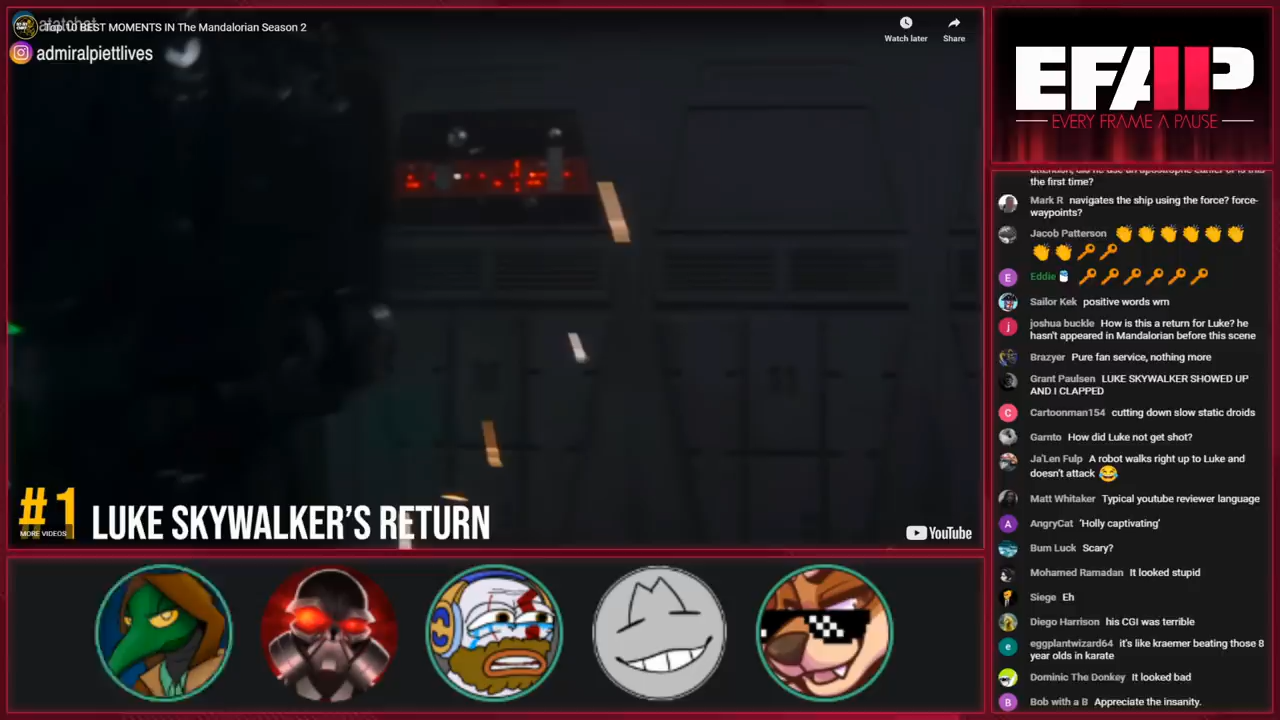 Top 10 BEST MOMENTS IN The Mandalorian Season 2
admiralpiettlives
Watch later
Share
#1
MORE VIDEOS
LUKE SKYWALKER'S RETURN
YouTube
EFAP
EVERY FRAME A PAUSE
the first time?
Mark R navigates the ship using the force? force-
waypoints?
Jacob Patterson 👏👏👏👏👏👏
👏👏🔑🔑
Eddie 🔑🔑🔑🔑🔑🔑
Sailor Kek positive words wrn
joshua buckle How is this a return for Luke? he
hasn't appeared in Mandalorian before this scene
Brazyer Pure fan service, nothing more
Grant Paulsen LUKE SKYWALKER SHOWED UP
AND I CLAPPED
Cartoonman154 cutting down slow static droids
Garnto How did Luke not get shot?
Ja'Len Fulp A robot walks right up to Luke and
doesn't attack 😂
Matt Whitaker Typical youtube reviewer language
AngryCat 'Holly captivating'
Bum Luck Scary?
Mohamed Ramadan It looked stupid
Siege Eh
Diego Harrison his CGI was terrible
eggplantwizard64 it's like kraemer beating those 8
year olds in karate
Dominic The Donkey It looked bad
Bob with a B Appreciate the insanity.